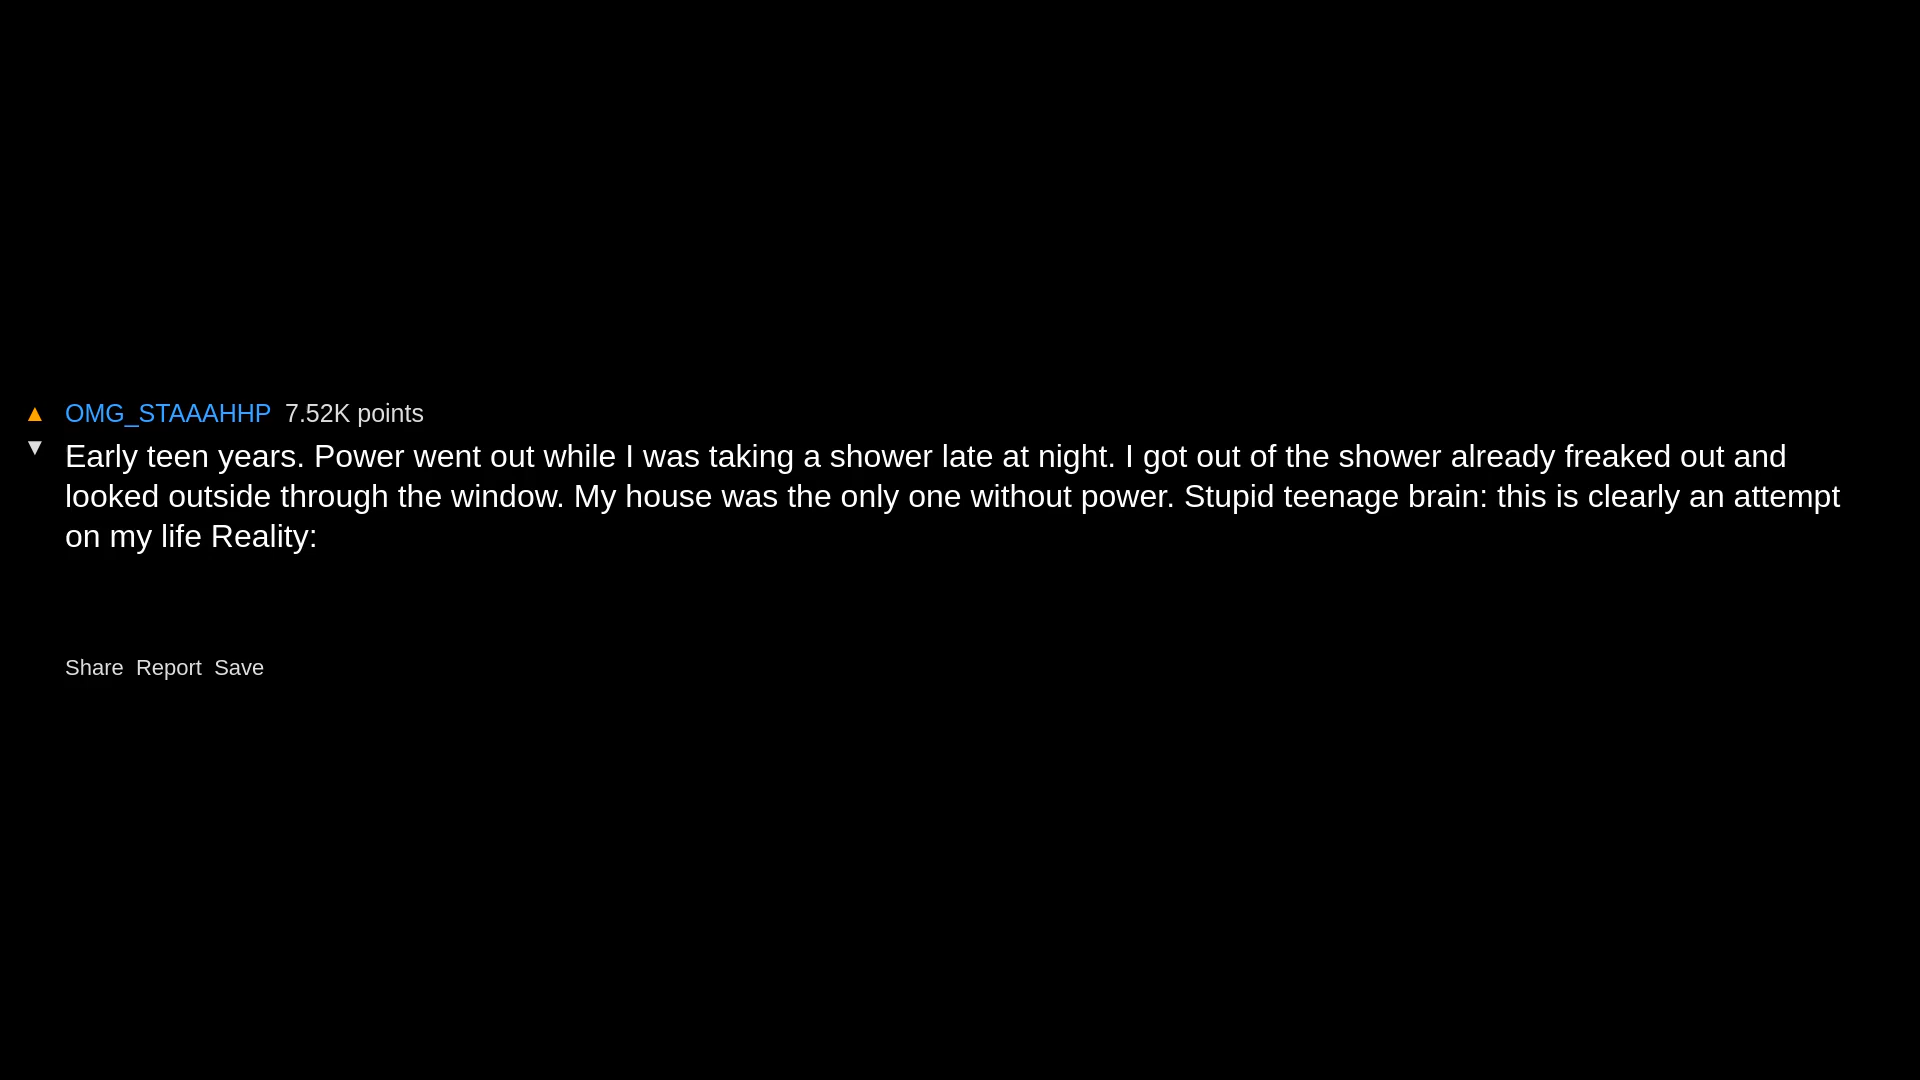 ▲ OMG_STAAAHHP 7.52K points
▼
Early teen years. Power went out while I was taking a shower late at night. I got out of the shower already freaked out and
looked outside through the window. My house was the only one without power. Stupid teenage brain: this is clearly an attempt
on my life Reality:
Share Report Save